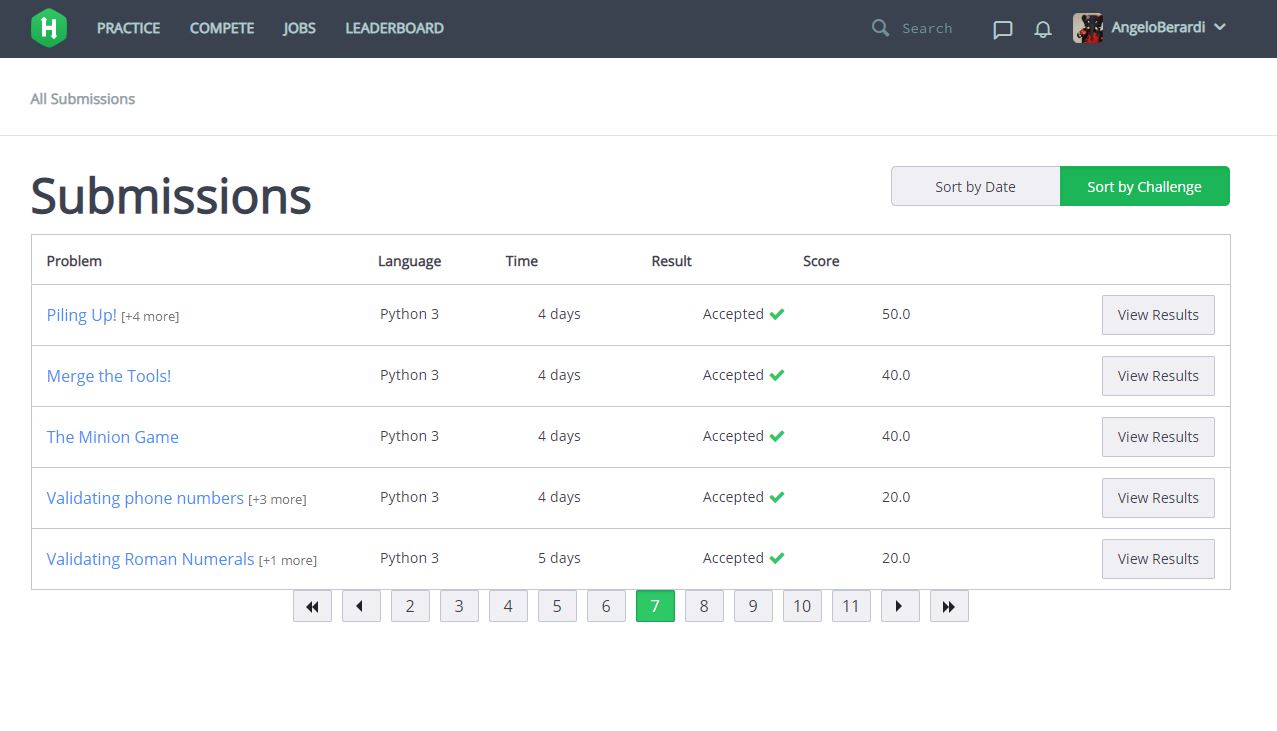 H PRACTICE COMPETE JOBS LEADERBOARD Search AngeloBerardi
All Submissions
Submissions Sort by Date Sort by Challenge
Problem Language Time Result Score
Piling Up! [+4 more] Python 3 4 days Accepted 50.0 View Results
Merge the Tools! Python 3 4 days Accepted 40.0 View Results
The Minion Game Python 3 4 days Accepted 40.0 View Results
Validating phone numbers [+3 more] Python 3 4 days Accepted 20.0 View Results
Validating Roman Numerals [+1 more] Python 3 5 days Accepted 20.0 View Results
2 3 4 5 6 7 8 9 10 11